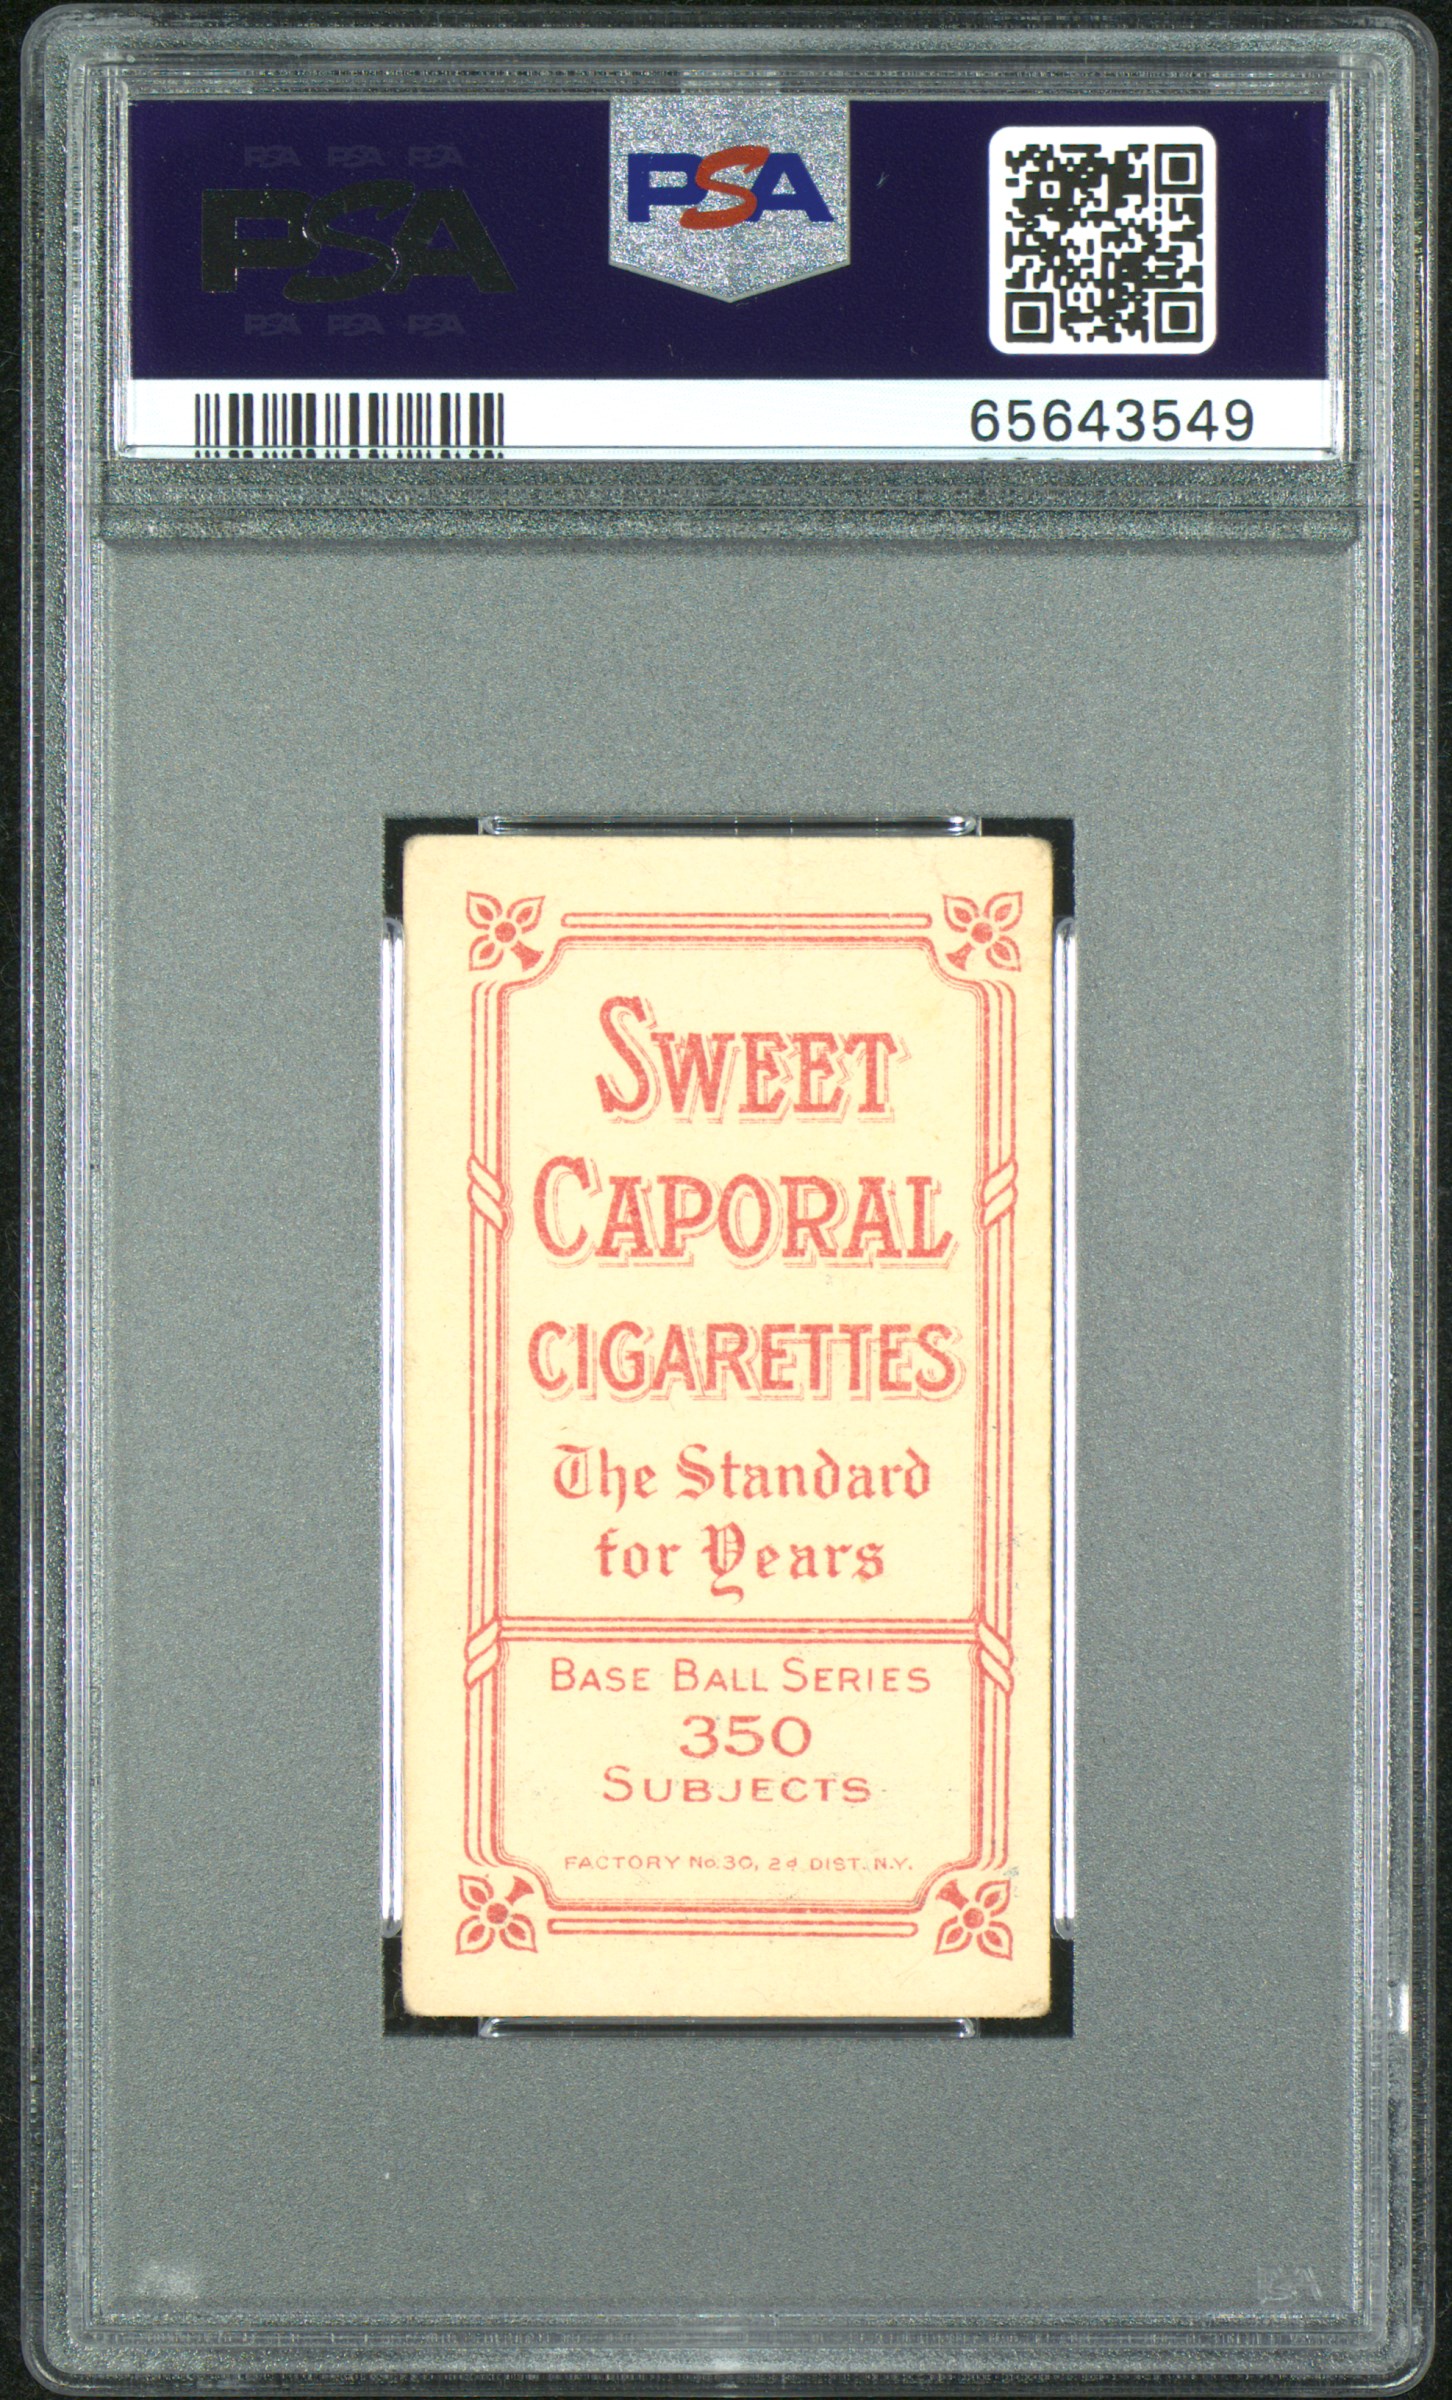 PSA PSA PSA
PSA
PSA PSA PSA
PSA
65643549
SWEET
CAPORAL
CIGARETTES
The Standard
for Years
BASE BALL SERIES
350
SUBJECTS
FACTORY No. 30, 2d DIST. N.Y.
PSA